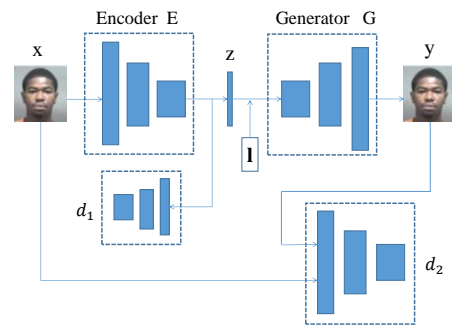 Encoder E
Generator G
x
z
y
l
d₁
d₂